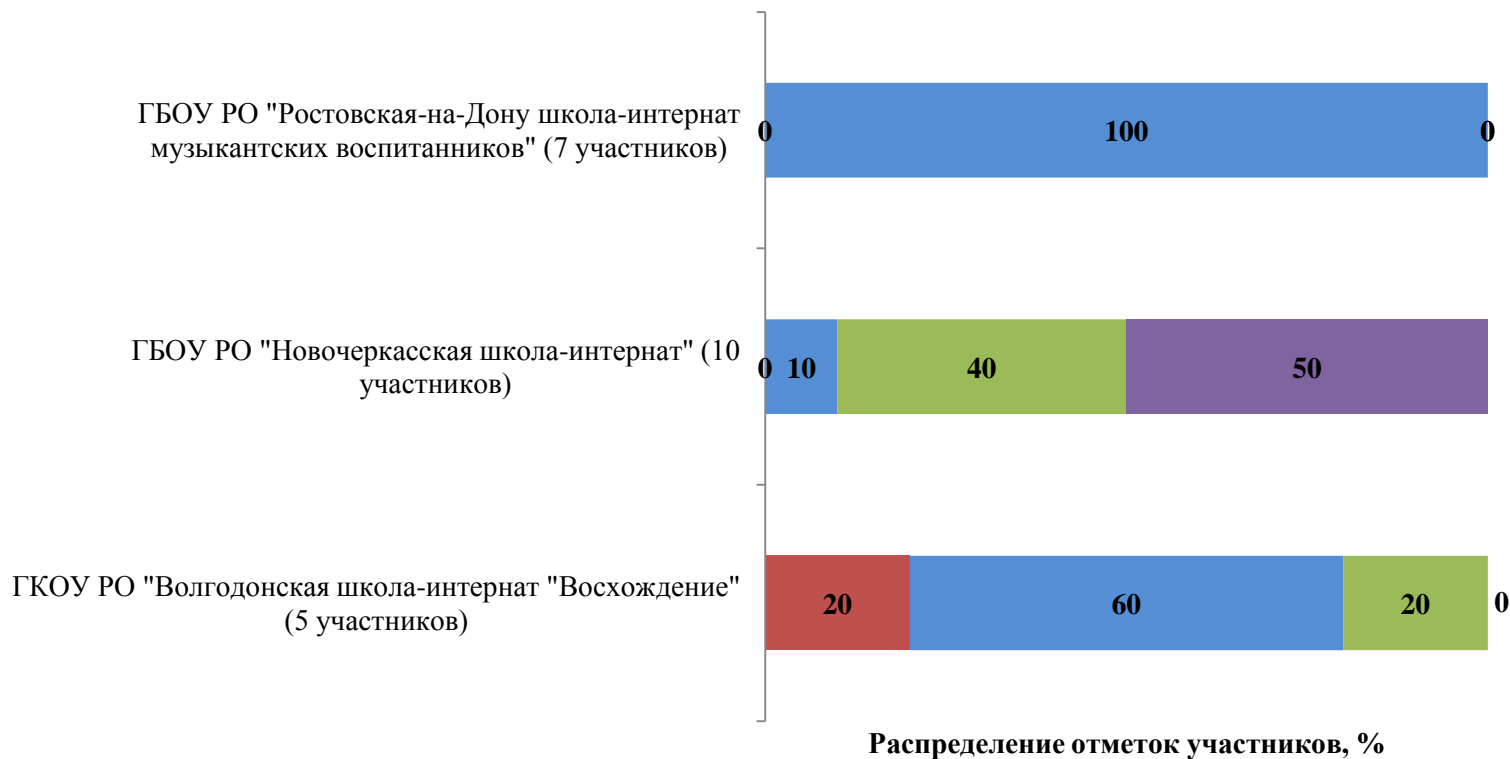 ГБОУ РО "Ростовская-на-Дону школа-интернат
музыкантских воспитанников" (7 участников)
0 100 0
ГБОУ РО "Новочеркасская школа-интернат" (10
участников)
0 10 40 50
ГКОУ РО "Волгодонская школа-интернат "Восхождение"
(5 участников)
20 60 20 0
Распределение отметок участников, %